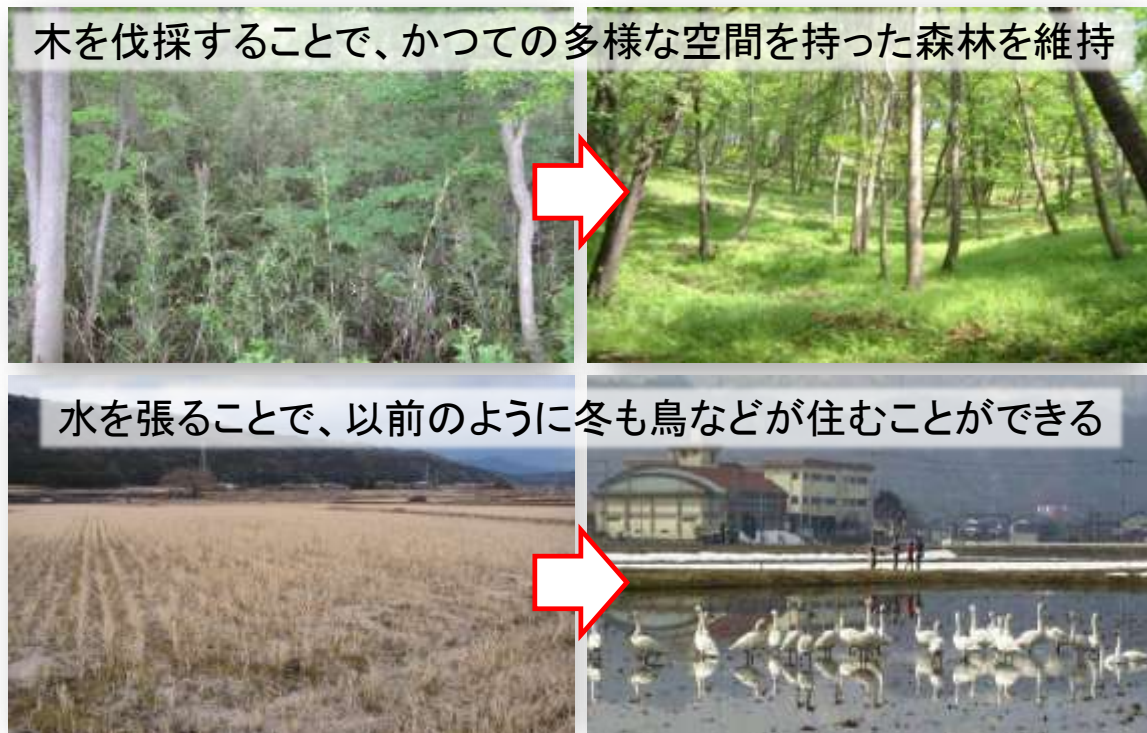 木を伐採することで、かつての多様な空間を持った森林を維持
水を張ることで、以前のように冬も鳥などが住むことができる